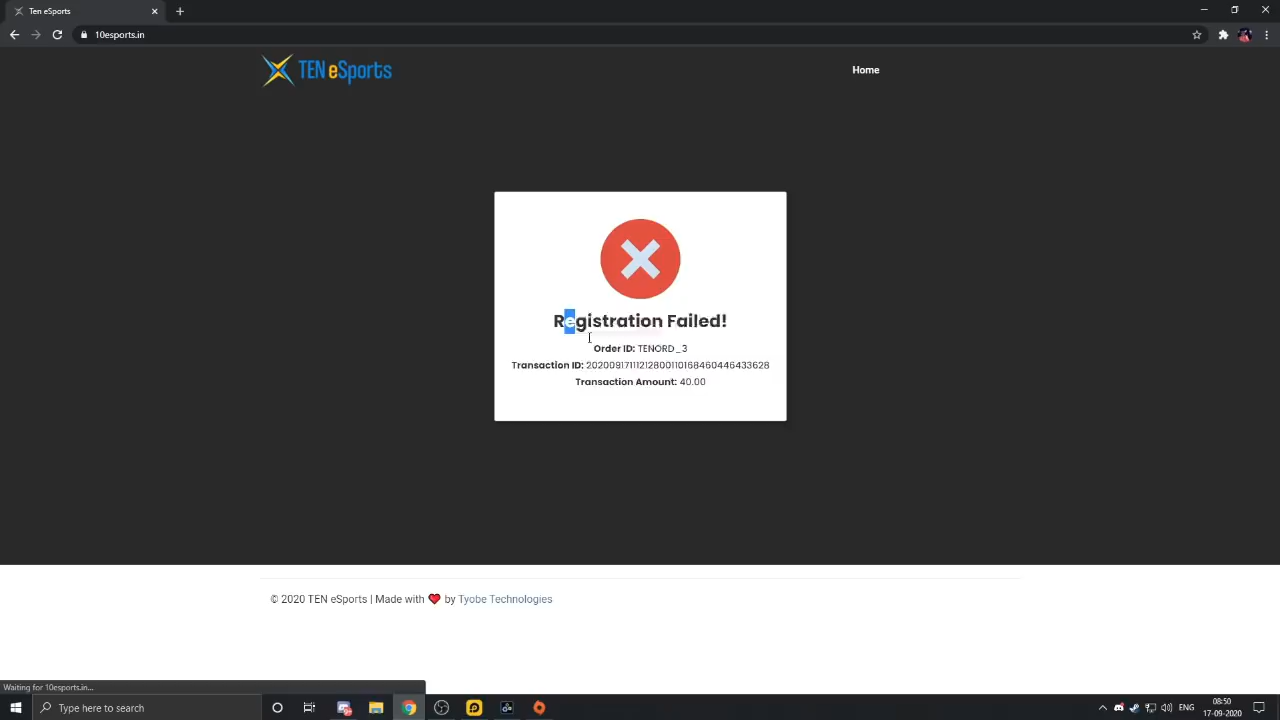 Ten eSports
10esports.in
TEN eSports
Home
Registration Failed!
Order ID: TENORD_3
Transaction ID: 20200917111212800110168460446433628
Transaction Amount: 40.00
© 2020 TEN eSports | Made with ❤ by Tyobe Technologies
Waiting for 10esports.in...
Type here to search
ENG
08:50
17-09-2020